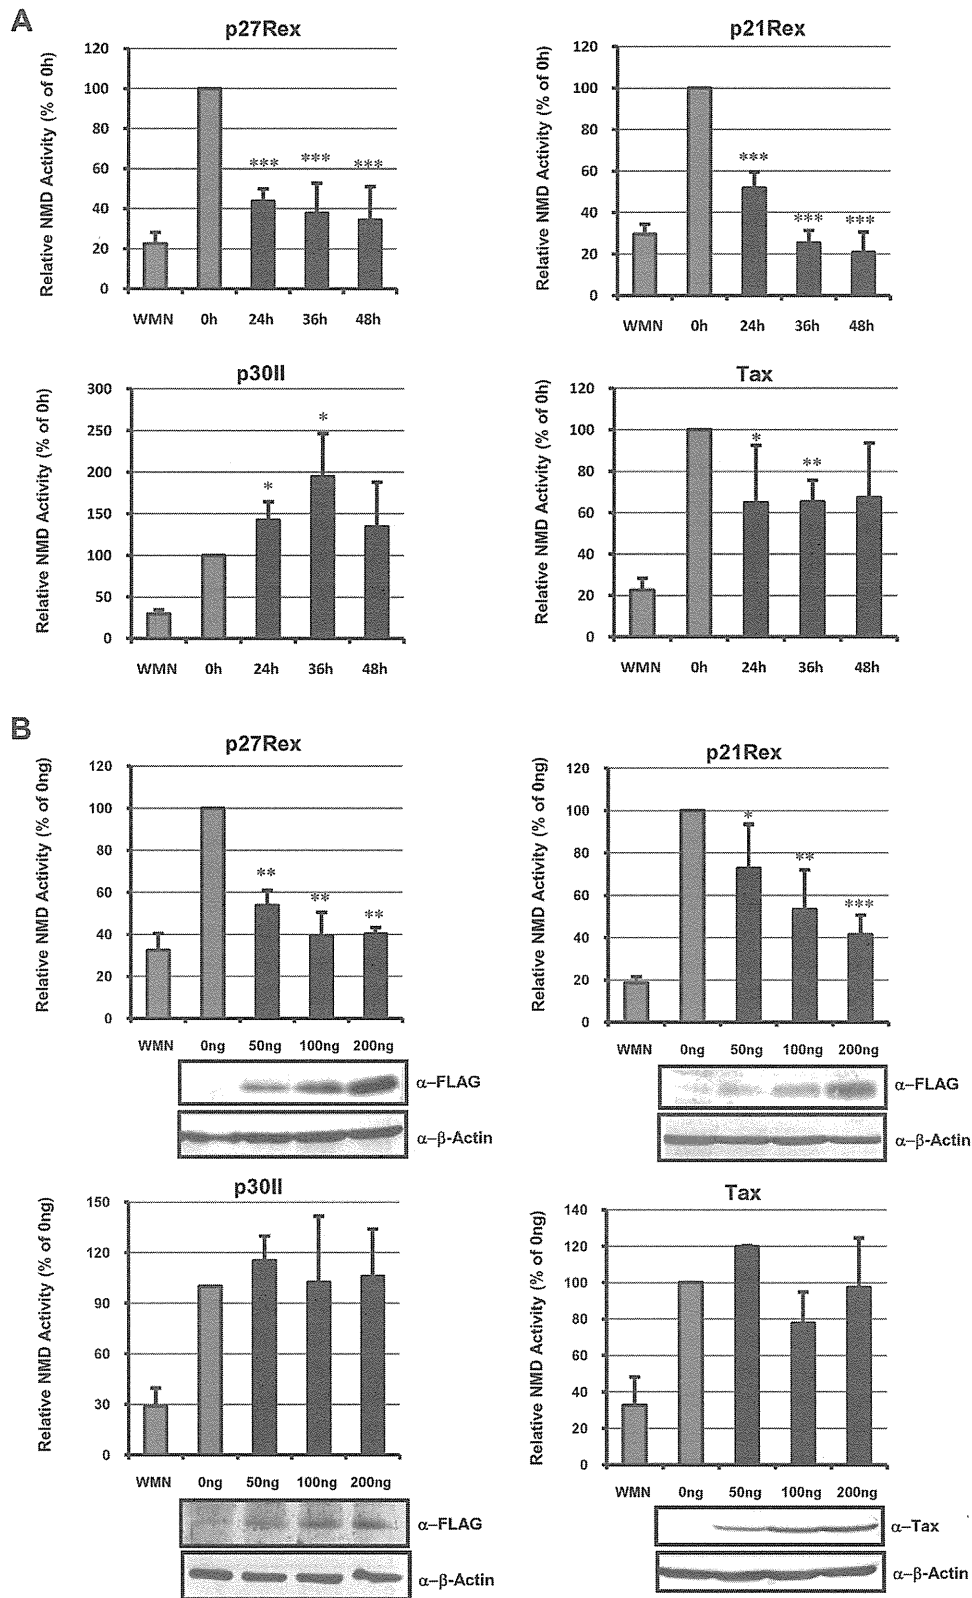 A
p27Rex
Relative NMD Activity (% of 0h)
120
100
80
60
40
20
0
*** *** ***
WMN 0h 24h 36h 48h
p21Rex
Relative NMD Activity (% of 0h)
120
100
80
60
40
20
0
*** *** ***
WMN 0h 24h 36h 48h
p30II
Relative NMD Activity (% of 0h)
300
250
200
150
100
50
0
* *
WMN 0h 24h 36h 48h
Tax
Relative NMD Activity (% of 0h)
120
100
80
60
40
20
0
* **
WMN 0h 24h 36h 48h
B
p27Rex
Relative NMD Activity (% of 0ng)
120
100
80
60
40
20
0
** ** **
WMN 0ng 50ng 100ng 200ng
α–FLAG
α–β-Actin
p21Rex
Relative NMD Activity (% of 0ng)
120
100
80
60
40
20
0
* ** ***
WMN 0ng 50ng 100ng 200ng
α–FLAG
α–β-Actin
p30II
Relative NMD Activity (% of 0ng)
150
120
90
60
30
0
WMN 0ng 50ng 100ng 200ng
α–FLAG
α–β-Actin
Tax
Relative NMD Activity (% of 0ng)
140
120
100
80
60
40
20
0
WMN 0ng 50ng 100ng 200ng
α–Tax
α–β-Actin